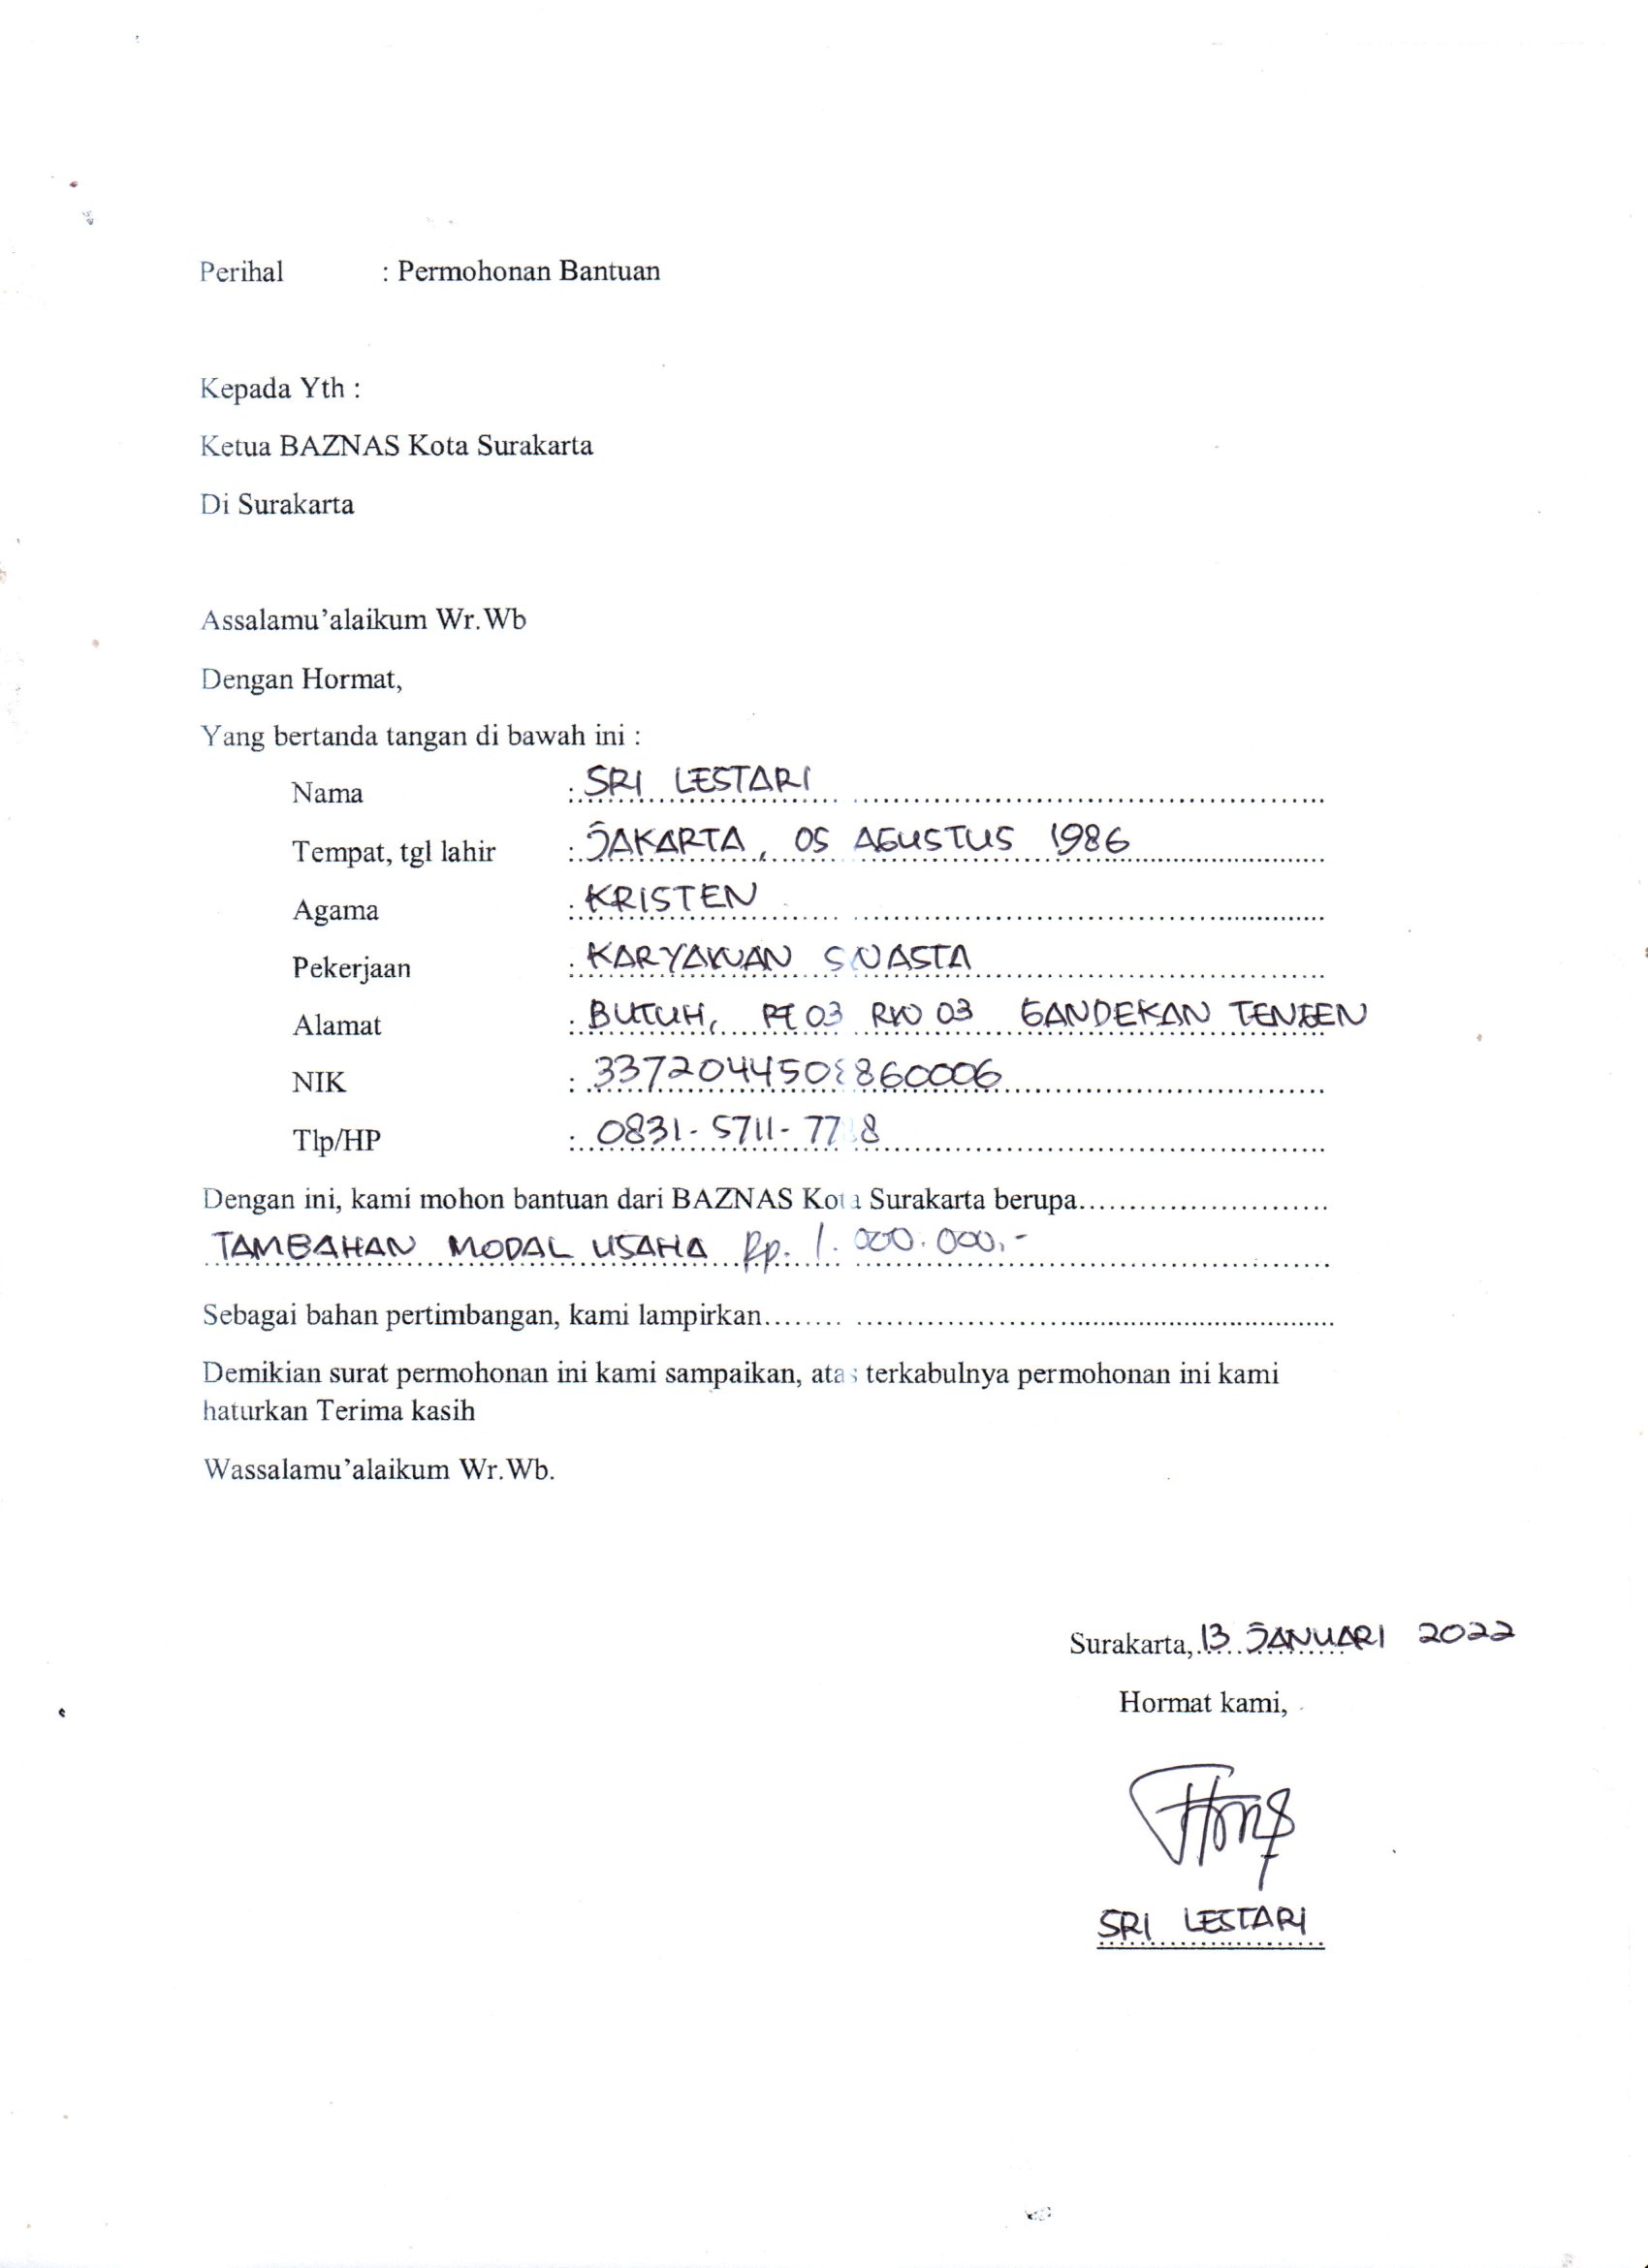 Perihal : Permohonan Bantuan
Kepada Yth :
Ketua BAZNAS Kota Surakarta
Di Surakarta
Assalamu'alaikum Wr.Wb
Dengan Hormat,
Yang bertanda tangan di bawah ini :
Nama : SRI LESTARI
Tempat, tgl lahir : JAKARTA, 05 AGUSTUS 1986
Agama : KRISTEN
Pekerjaan : KARYAWAN SWASTA
Alamat : BUTUH, RT 03 RW 03 GANDEKAN TENGEN
NIK :
Tlp/HP : 0831-5711-
Dengan ini, kami mohon bantuan dari BAZNAS Kota Surakarta berupa........................
TAMBAHAN MODAL USAHA Rp. 1.000.000,-
Sebagai bahan pertimbangan, kami lampirkan........................
Demikian surat permohonan ini kami sampaikan, atas terkabulnya permohonan ini kami
haturkan Terima kasih
Wassalamu'alaikum Wr.Wb.
Surakarta, 13 JANUARI 2022
Hormat kami,
SRI LESTARI